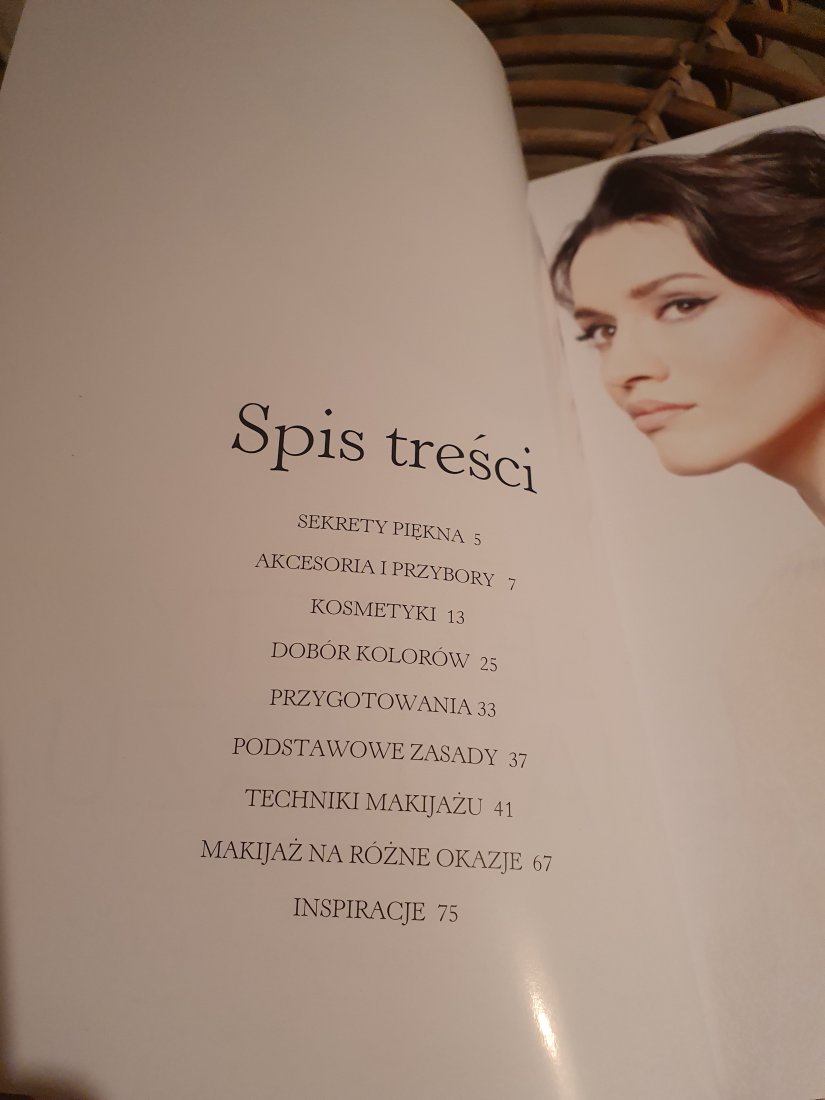 Spis treści
SEKRETY PIĘKNA 5
AKCESORIA I PRZYBORY 7
KOSMETYKI 13
DOBÓR KOLORÓW 25
PRZYGOTOWANIA 33
PODSTAWOWE ZASADY 37
TECHNIKI MAKIJAŻU 41
MAKIJAŻ NA RÓŻNE OKAZJE 67
INSPIRACJE 75